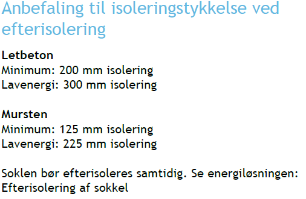 Anbefaling til isoleringstykkelse ved
efterisolering
Letbeton
Minimum: 200 mm isolering
Lavenergi: 300 mm isolering
Mursten
Minimum: 125 mm isolering
Lavenergi: 225 mm isolering
Soklen bør efterisoleres samtidig. Se energiløsningen:
Efterisolering af sokkel